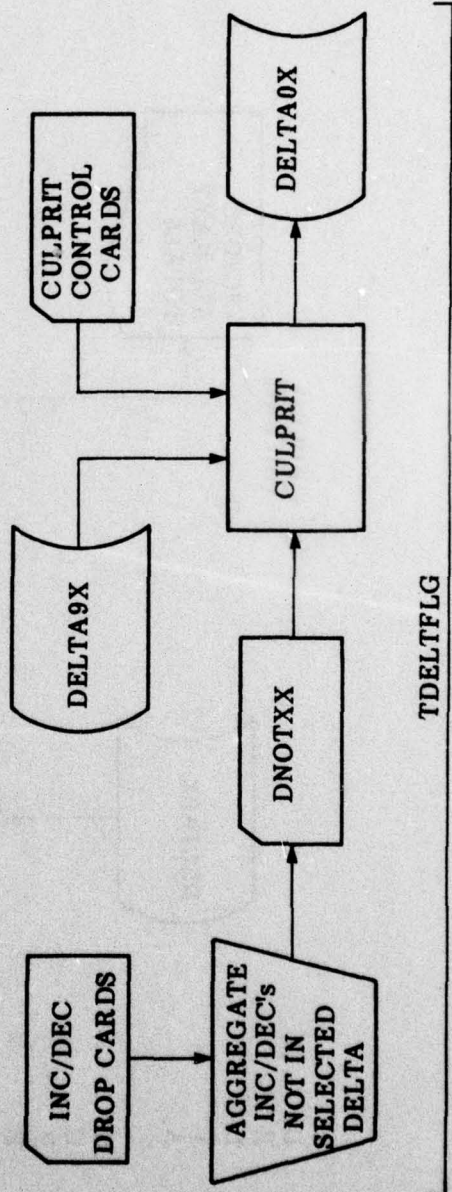 INC/DEC
DROP CARDS
AGGREGATE
INC/DEC's
NOT IN
SELECTED
DELTA
DNOTXX
DELTA9X
CULPRIT
CONTROL
CARDS
CULPRIT
DELTA0X
TDELTFLG